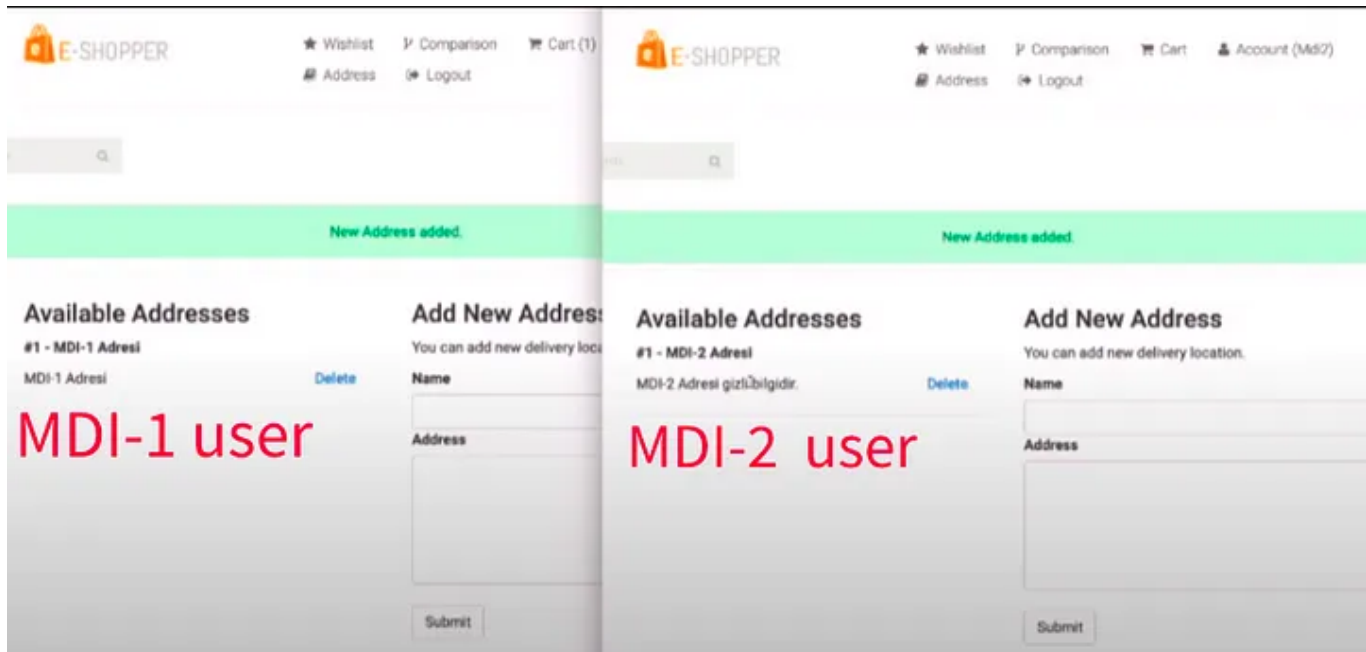 E-SHOPPER
Wishlist Comparison Cart (1)
Address Logout
New Address added.
Available Addresses
#1 - MDI-1 Adresi
MDI-1 Adresi Delete
MDI-1 user
Add New Address
You can add new delivery loca
Name
Address
Submit
E-SHOPPER
Wishlist Comparison Cart Account (Mdi2)
Address Logout
New Address added.
Available Addresses
#1 - MDI-2 Adresi
MDI-2 Adresi gizli bilgidir. Delete
MDI-2 user
Add New Address
You can add new delivery location.
Name
Address
Submit